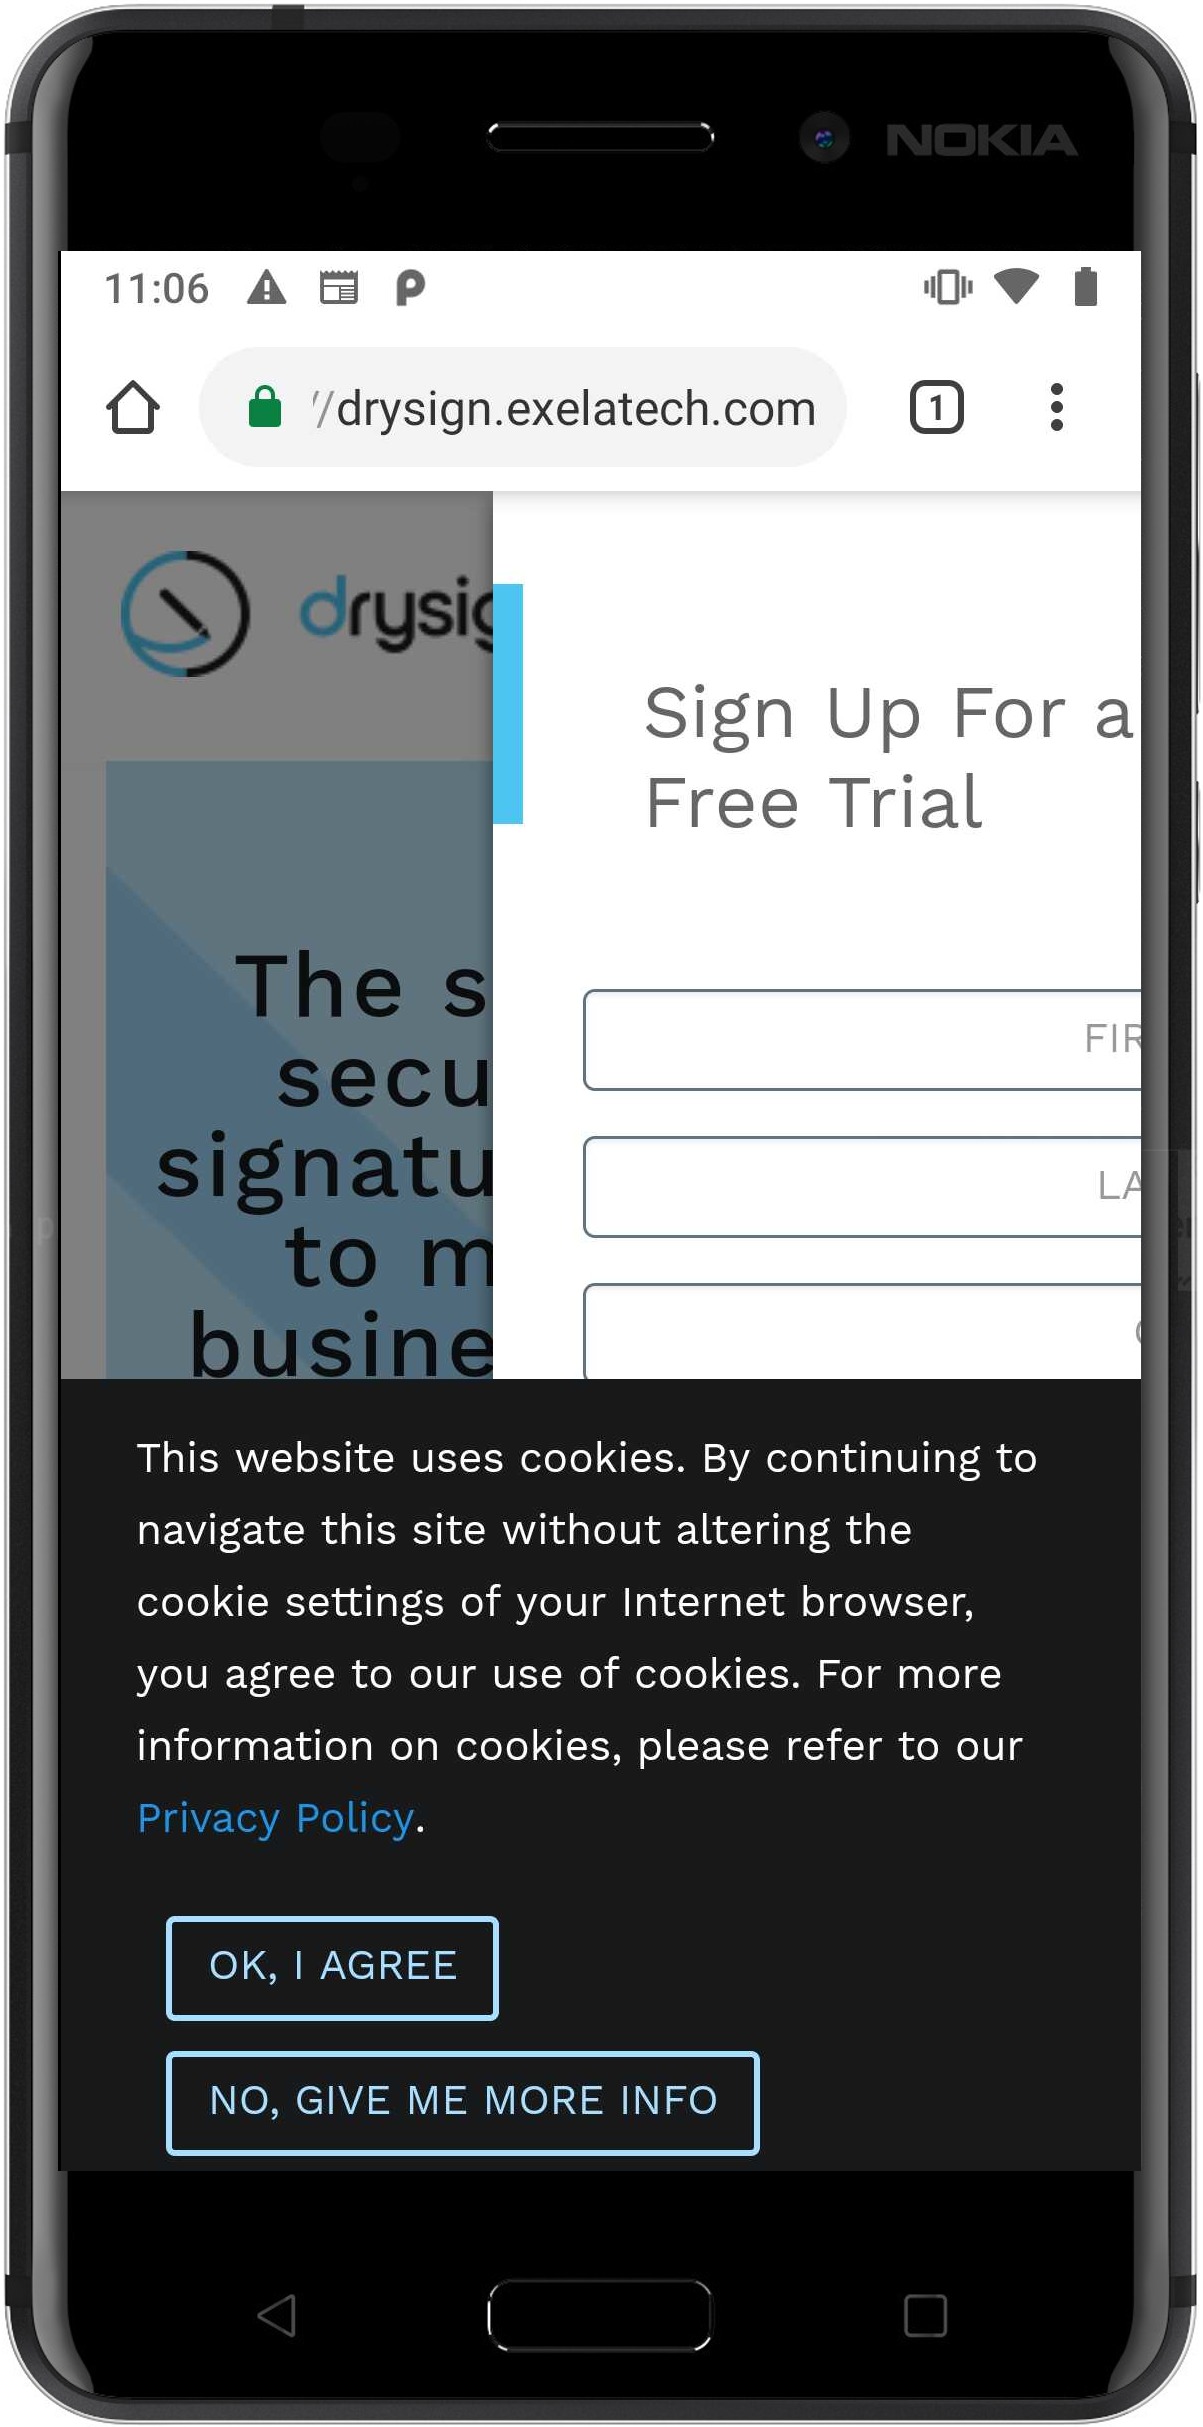 NOKIA
11:06
//drysign.exelatech.com
1
drysig
Sign Up For a
Free Trial
The s
secu
signatu
to m
busine
FIR
LA
This website uses cookies. By continuing to
navigate this site without altering the
cookie settings of your Internet browser,
you agree to our use of cookies. For more
information on cookies, please refer to our
Privacy Policy.
OK, I AGREE
NO, GIVE ME MORE INFO